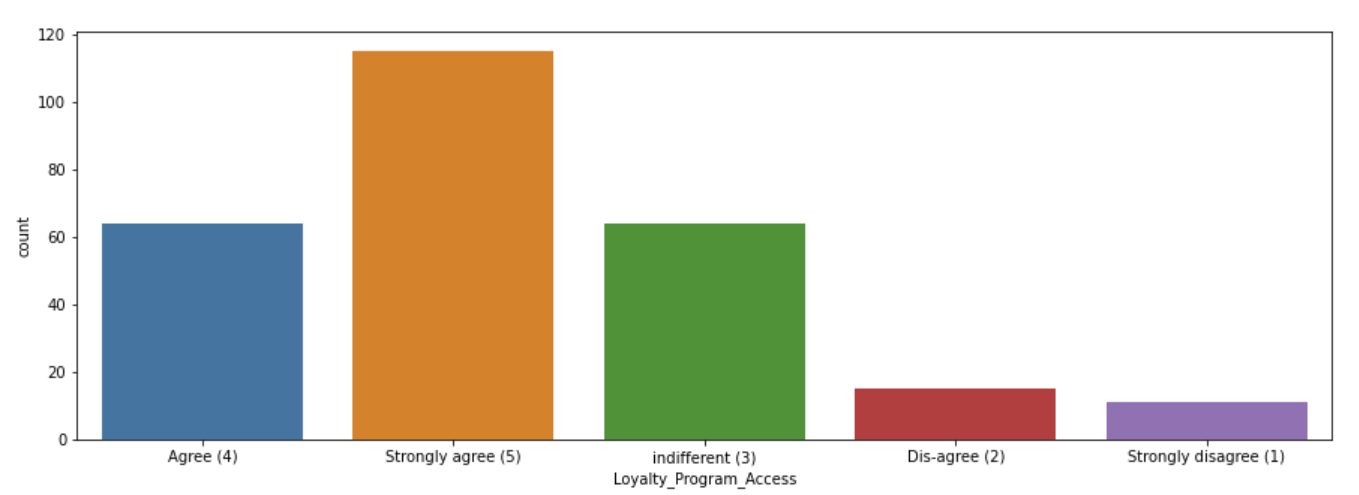 120
100
80
60
40
20
0
count
Agree (4) Strongly agree (5) indifferent (3) Dis-agree (2) Strongly disagree (1)
Loyalty_Program_Access